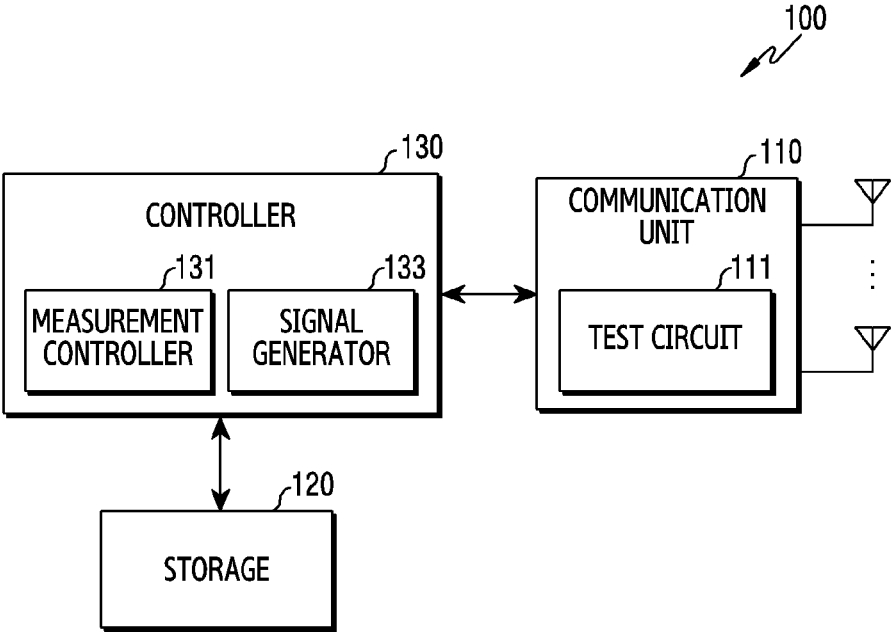 100
130
CONTROLLER
131
MEASUREMENT
CONTROLLER
133
SIGNAL
GENERATOR
110
COMMUNICATION
UNIT
111
TEST CIRCUIT
120
STORAGE